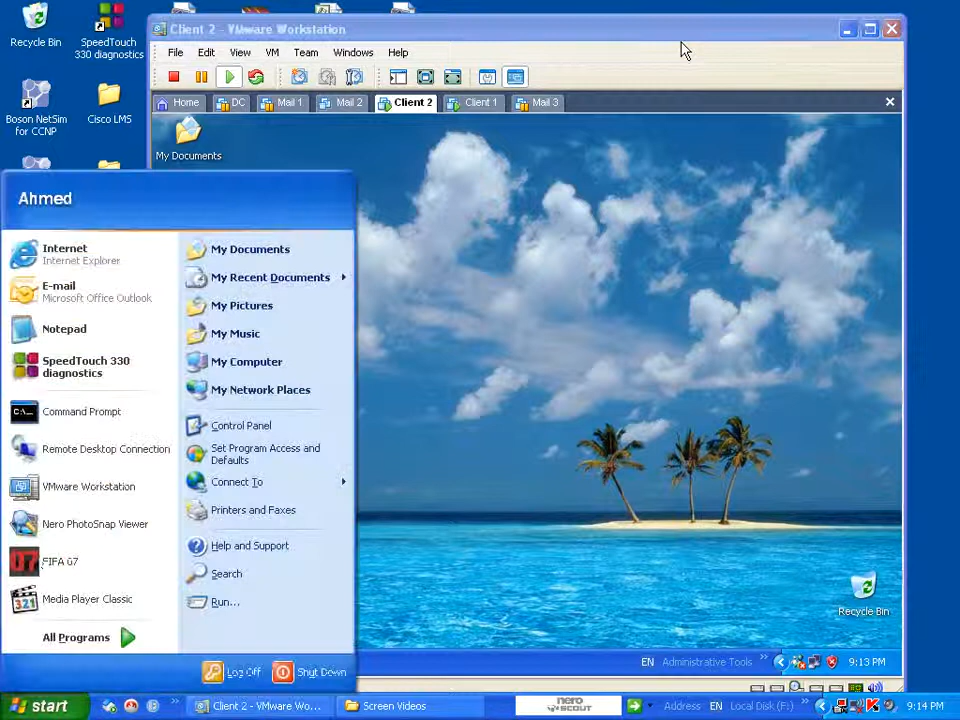 Client 2 - VMware Workstation
File Edit View VM Team Windows Help
Home DC Mail 1 Mail 2 Client 2 Client 1 Mail 3
Recycle Bin
SpeedTouch
330 diagnostics
Boson NetSim
for CCNP
Cisco LMS
My Documents
Ahmed
Internet
Internet Explorer
E-mail
Microsoft Office Outlook
Notepad
SpeedTouch 330
diagnostics
Command Prompt
Remote Desktop Connection
VMware Workstation
Nero PhotoSnap Viewer
FIFA 07
Media Player Classic
All Programs
My Documents
My Recent Documents
My Pictures
My Music
My Computer
My Network Places
Control Panel
Set Program Access and
Defaults
Connect To
Printers and Faxes
Help and Support
Search
Run...
Log Off Shut Down
Recycle Bin
EN Administrative Tools 9:13 PM
start Client 2 - VMware Wo... Screen Videos nero SCOUT Address EN Local Disk (F:) 9:14 PM